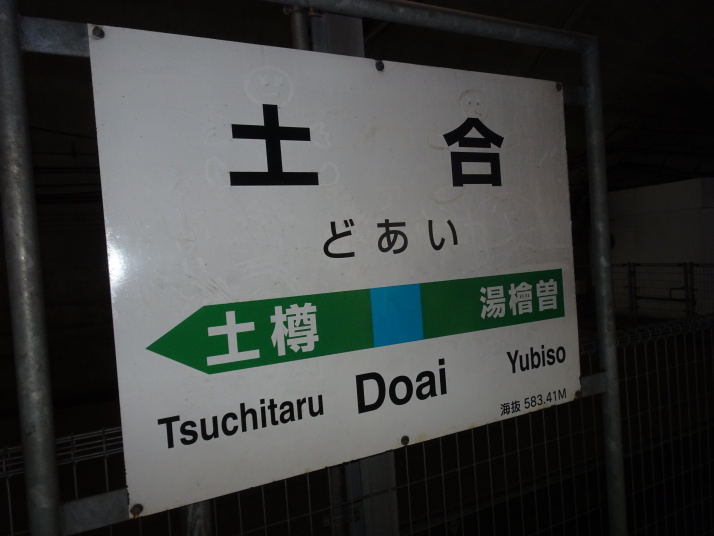 土合
どあい
土樽 湯檜曽
Tsuchitaru Doai Yubiso
海抜 583.41M